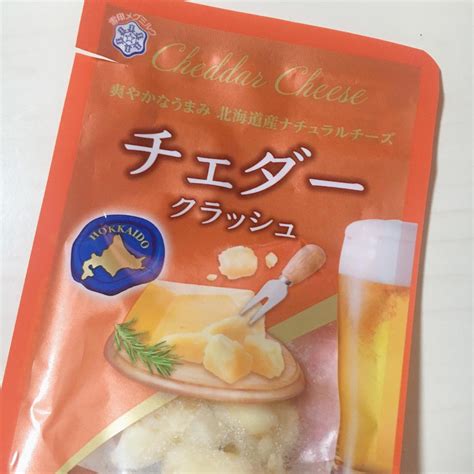 雪印メグミルク
Cheddar Cheese
爽やかなうまみ 北海道産ナチュラルチーズ
チェダー
クラッシュ
HOKKAIDO